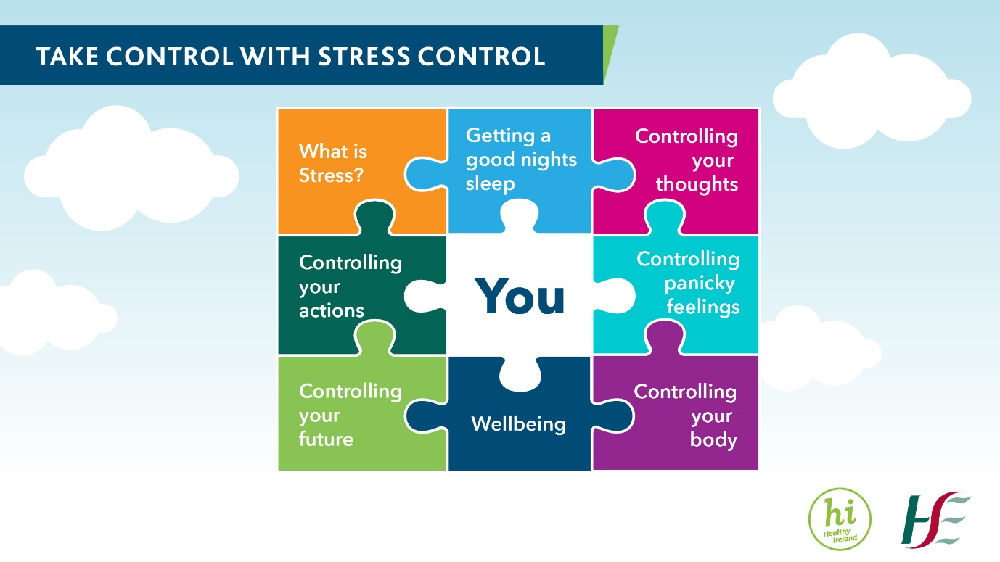 TAKE CONTROL WITH STRESS CONTROL
What is
Stress?
Getting a
good nights
sleep
Controlling
your
thoughts
Controlling
your
actions
You
Controlling
panicky
feelings
Controlling
your
future
Wellbeing
Controlling
your
body
hi
Healthy
Ireland
HSE